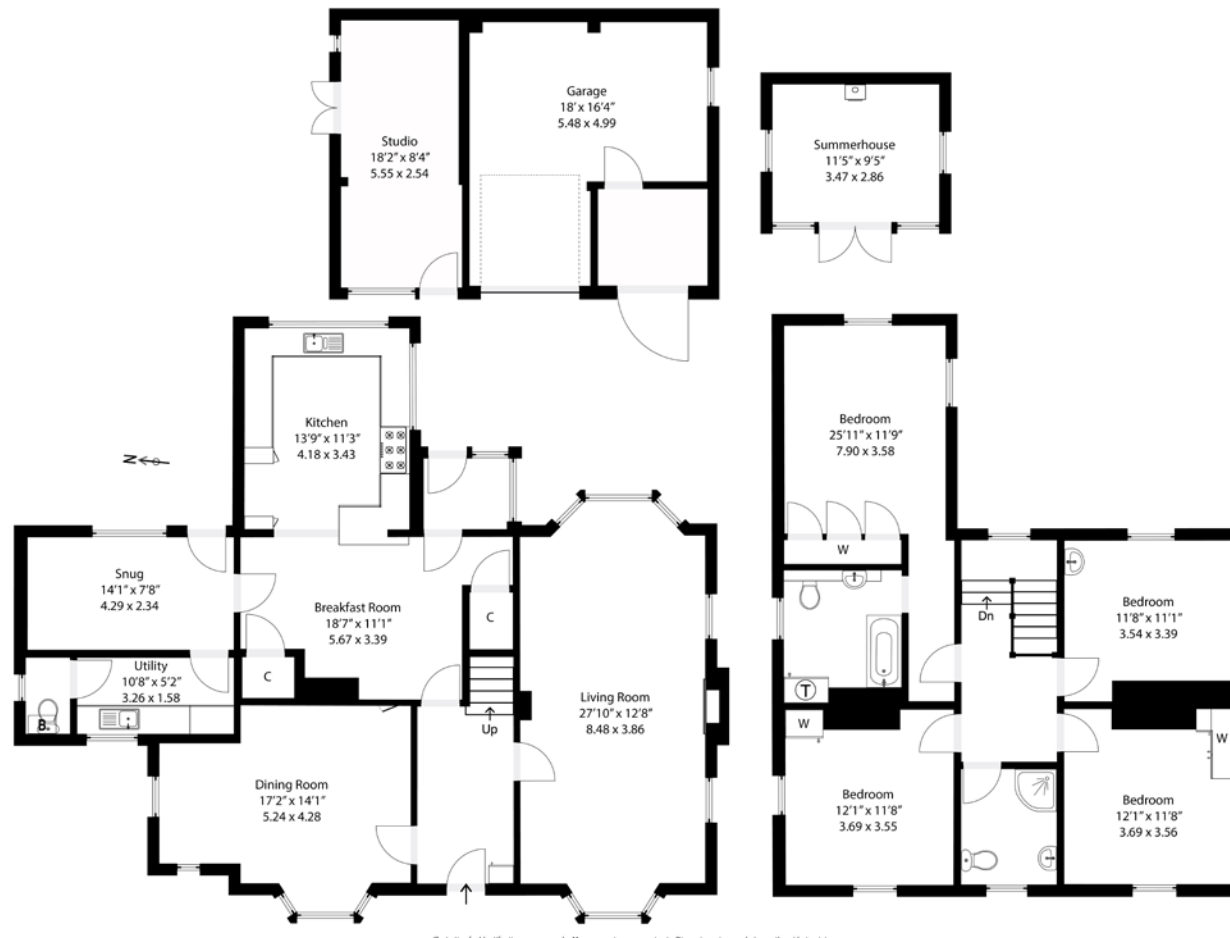 Garage
18' x 16'4"
5.48 x 4.99
Studio
18'2" x 8'4"
5.55 x 2.54
Summerhouse
11'5" x 9'5"
3.47 x 2.86
Kitchen
13'9" x 11'3"
4.18 x 3.43
N
Bedroom
25'11" x 11'9"
7.90 x 3.58
W
Snug
14'1" x 7'8"
4.29 x 2.34
Breakfast Room
18'7" x 11'1"
5.67 x 3.39
C
C
Utility
10'8" x 5'2"
3.26 x 1.58
B
Up
Living Room
27'10" x 12'8"
8.48 x 3.86
Dining Room
17'2" x 14'1"
5.24 x 4.28
Dn
Bedroom
11'8" x 11'1"
3.54 x 3.39
T
W
Bedroom
12'1" x 11'8"
3.69 x 3.55
W
Bedroom
12'1" x 11'8"
3.69 x 3.56